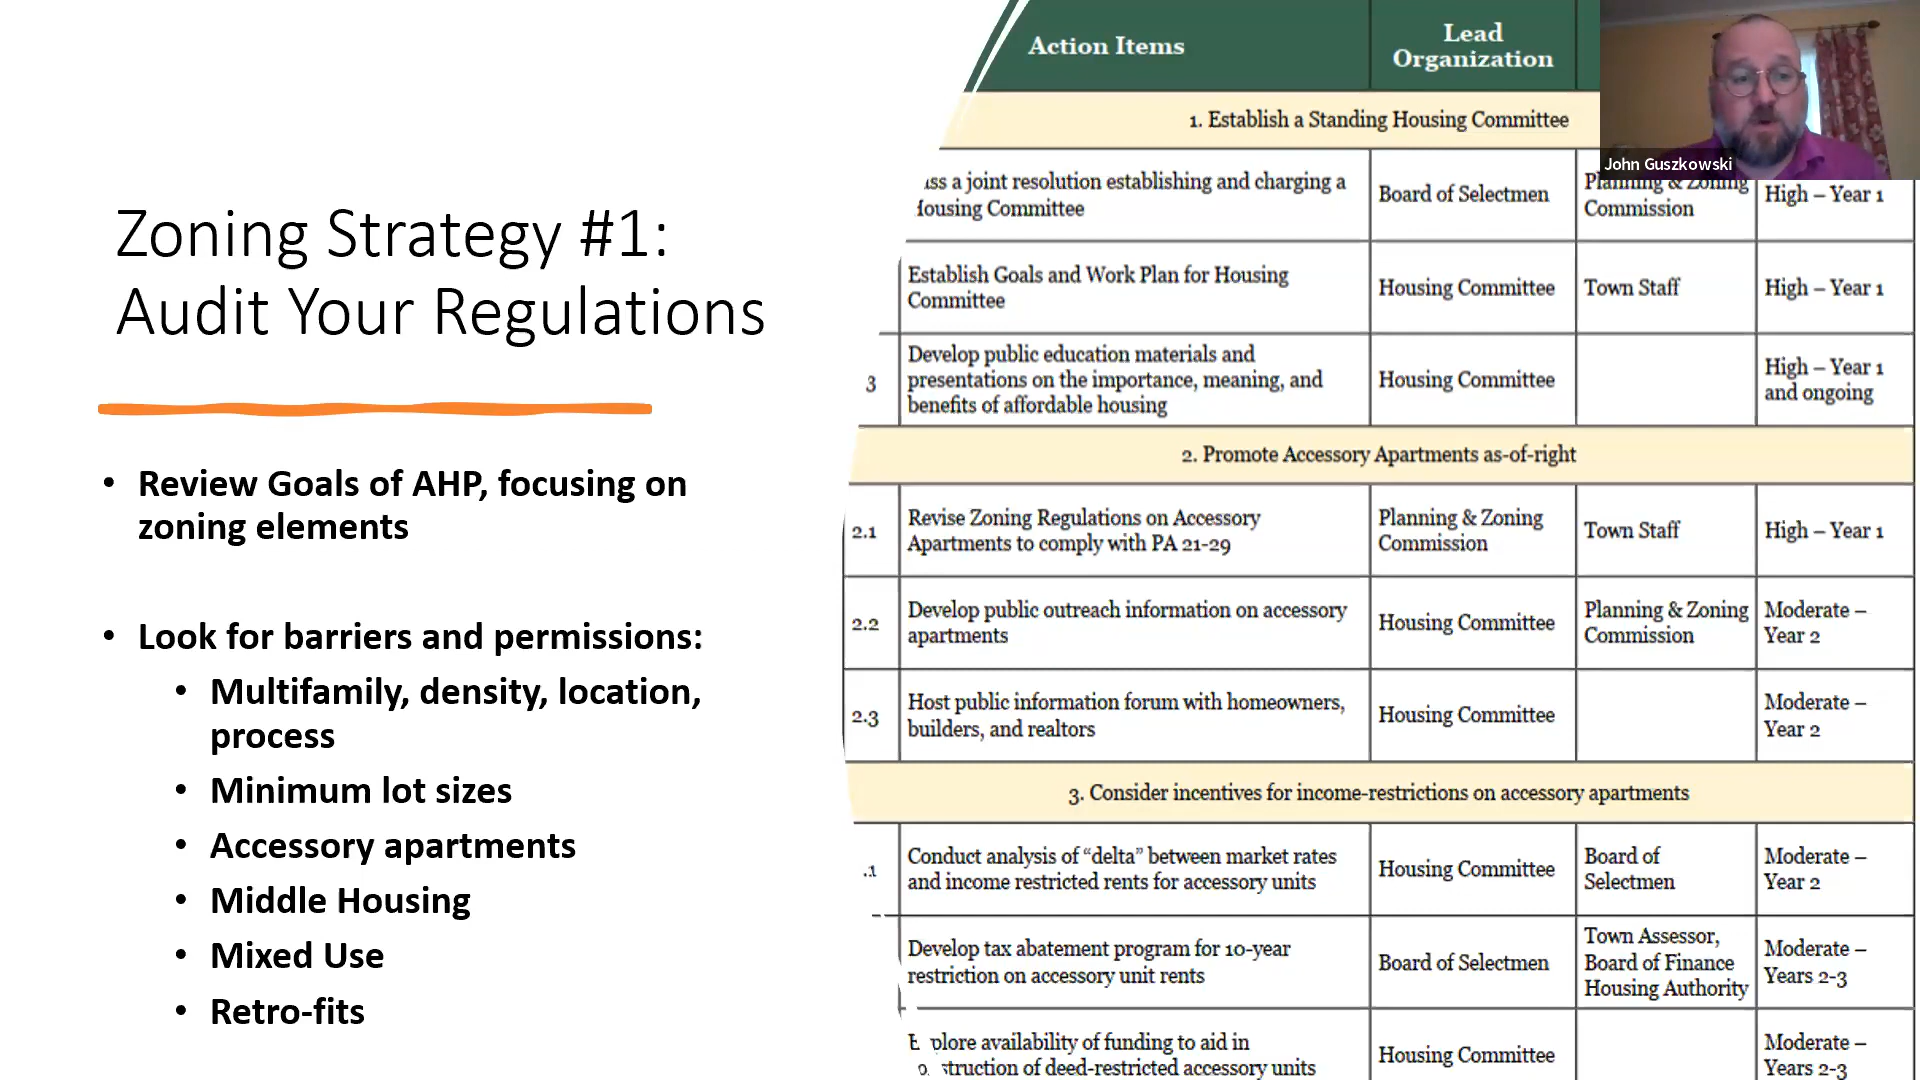 Zoning Strategy #1:
Audit Your Regulations
• Review Goals of AHP, focusing on
zoning elements
• Look for barriers and permissions:
• Multifamily, density, location,
process
• Minimum lot sizes
• Accessory apartments
• Middle Housing
• Mixed Use
• Retro-fits
Action Items
Lead
Organization
John Guszkowski
1. Establish a Standing Housing Committee
a joint resolution establishing and charging a
Housing Committee
Board of Selectmen
Planning & Zoning
Commission
High – Year 1
Establish Goals and Work Plan for Housing
Committee
Housing Committee
Town Staff
High – Year 1
3
Develop public education materials and
presentations on the importance, meaning, and
benefits of affordable housing
Housing Committee
High – Year 1
and ongoing
2. Promote Accessory Apartments as-of-right
2.1
Revise Zoning Regulations on Accessory
Apartments to comply with PA 21-29
Planning & Zoning
Commission
Town Staff
High – Year 1
2.2
Develop public outreach information on accessory
apartments
Housing Committee
Planning & Zoning
Commission
Moderate –
Year 2
2.3
Host public information forum with homeowners,
builders, and realtors
Housing Committee
Moderate –
Year 2
3. Consider incentives for income-restrictions on accessory apartments
.1
Conduct analysis of “delta” between market rates
and income restricted rents for accessory units
Housing Committee
Board of
Selectmen
Moderate –
Year 2
Develop tax abatement program for 10-year
restriction on accessory unit rents
Board of Selectmen
Town Assessor,
Board of Finance
Housing Authority
Moderate –
Years 2-3
Explore availability of funding to aid in
of deed-restricted accessory units
Housing Committee
Moderate –
Years 2-3